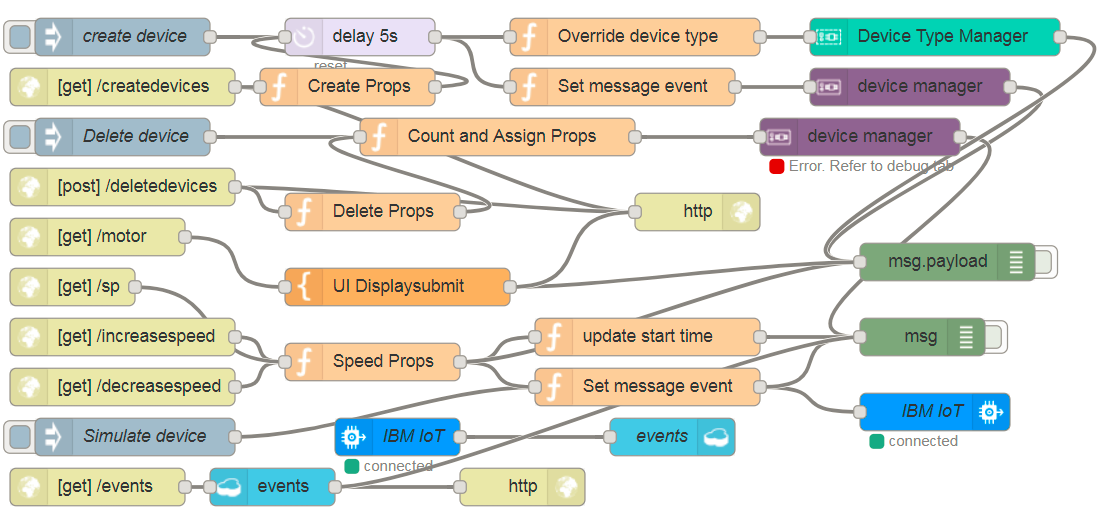 create device
delay 5s
Override device type
Device Type Manager
reset
[get] /createdevices
Create Props
Set message event
device manager
Delete device
Count and Assign Props
device manager
Error. Refer to debug tab
[post] /deletedevices
Delete Props
http
[get] /motor
msg.payload
[get] /sp
UI Displaysubmit
[get] /increasespeed
update start time
msg
Speed Props
[get] /decreasespeed
Set message event
IBM IoT
connected
Simulate device
IBM IoT
events
connected
[get] /events
events
http